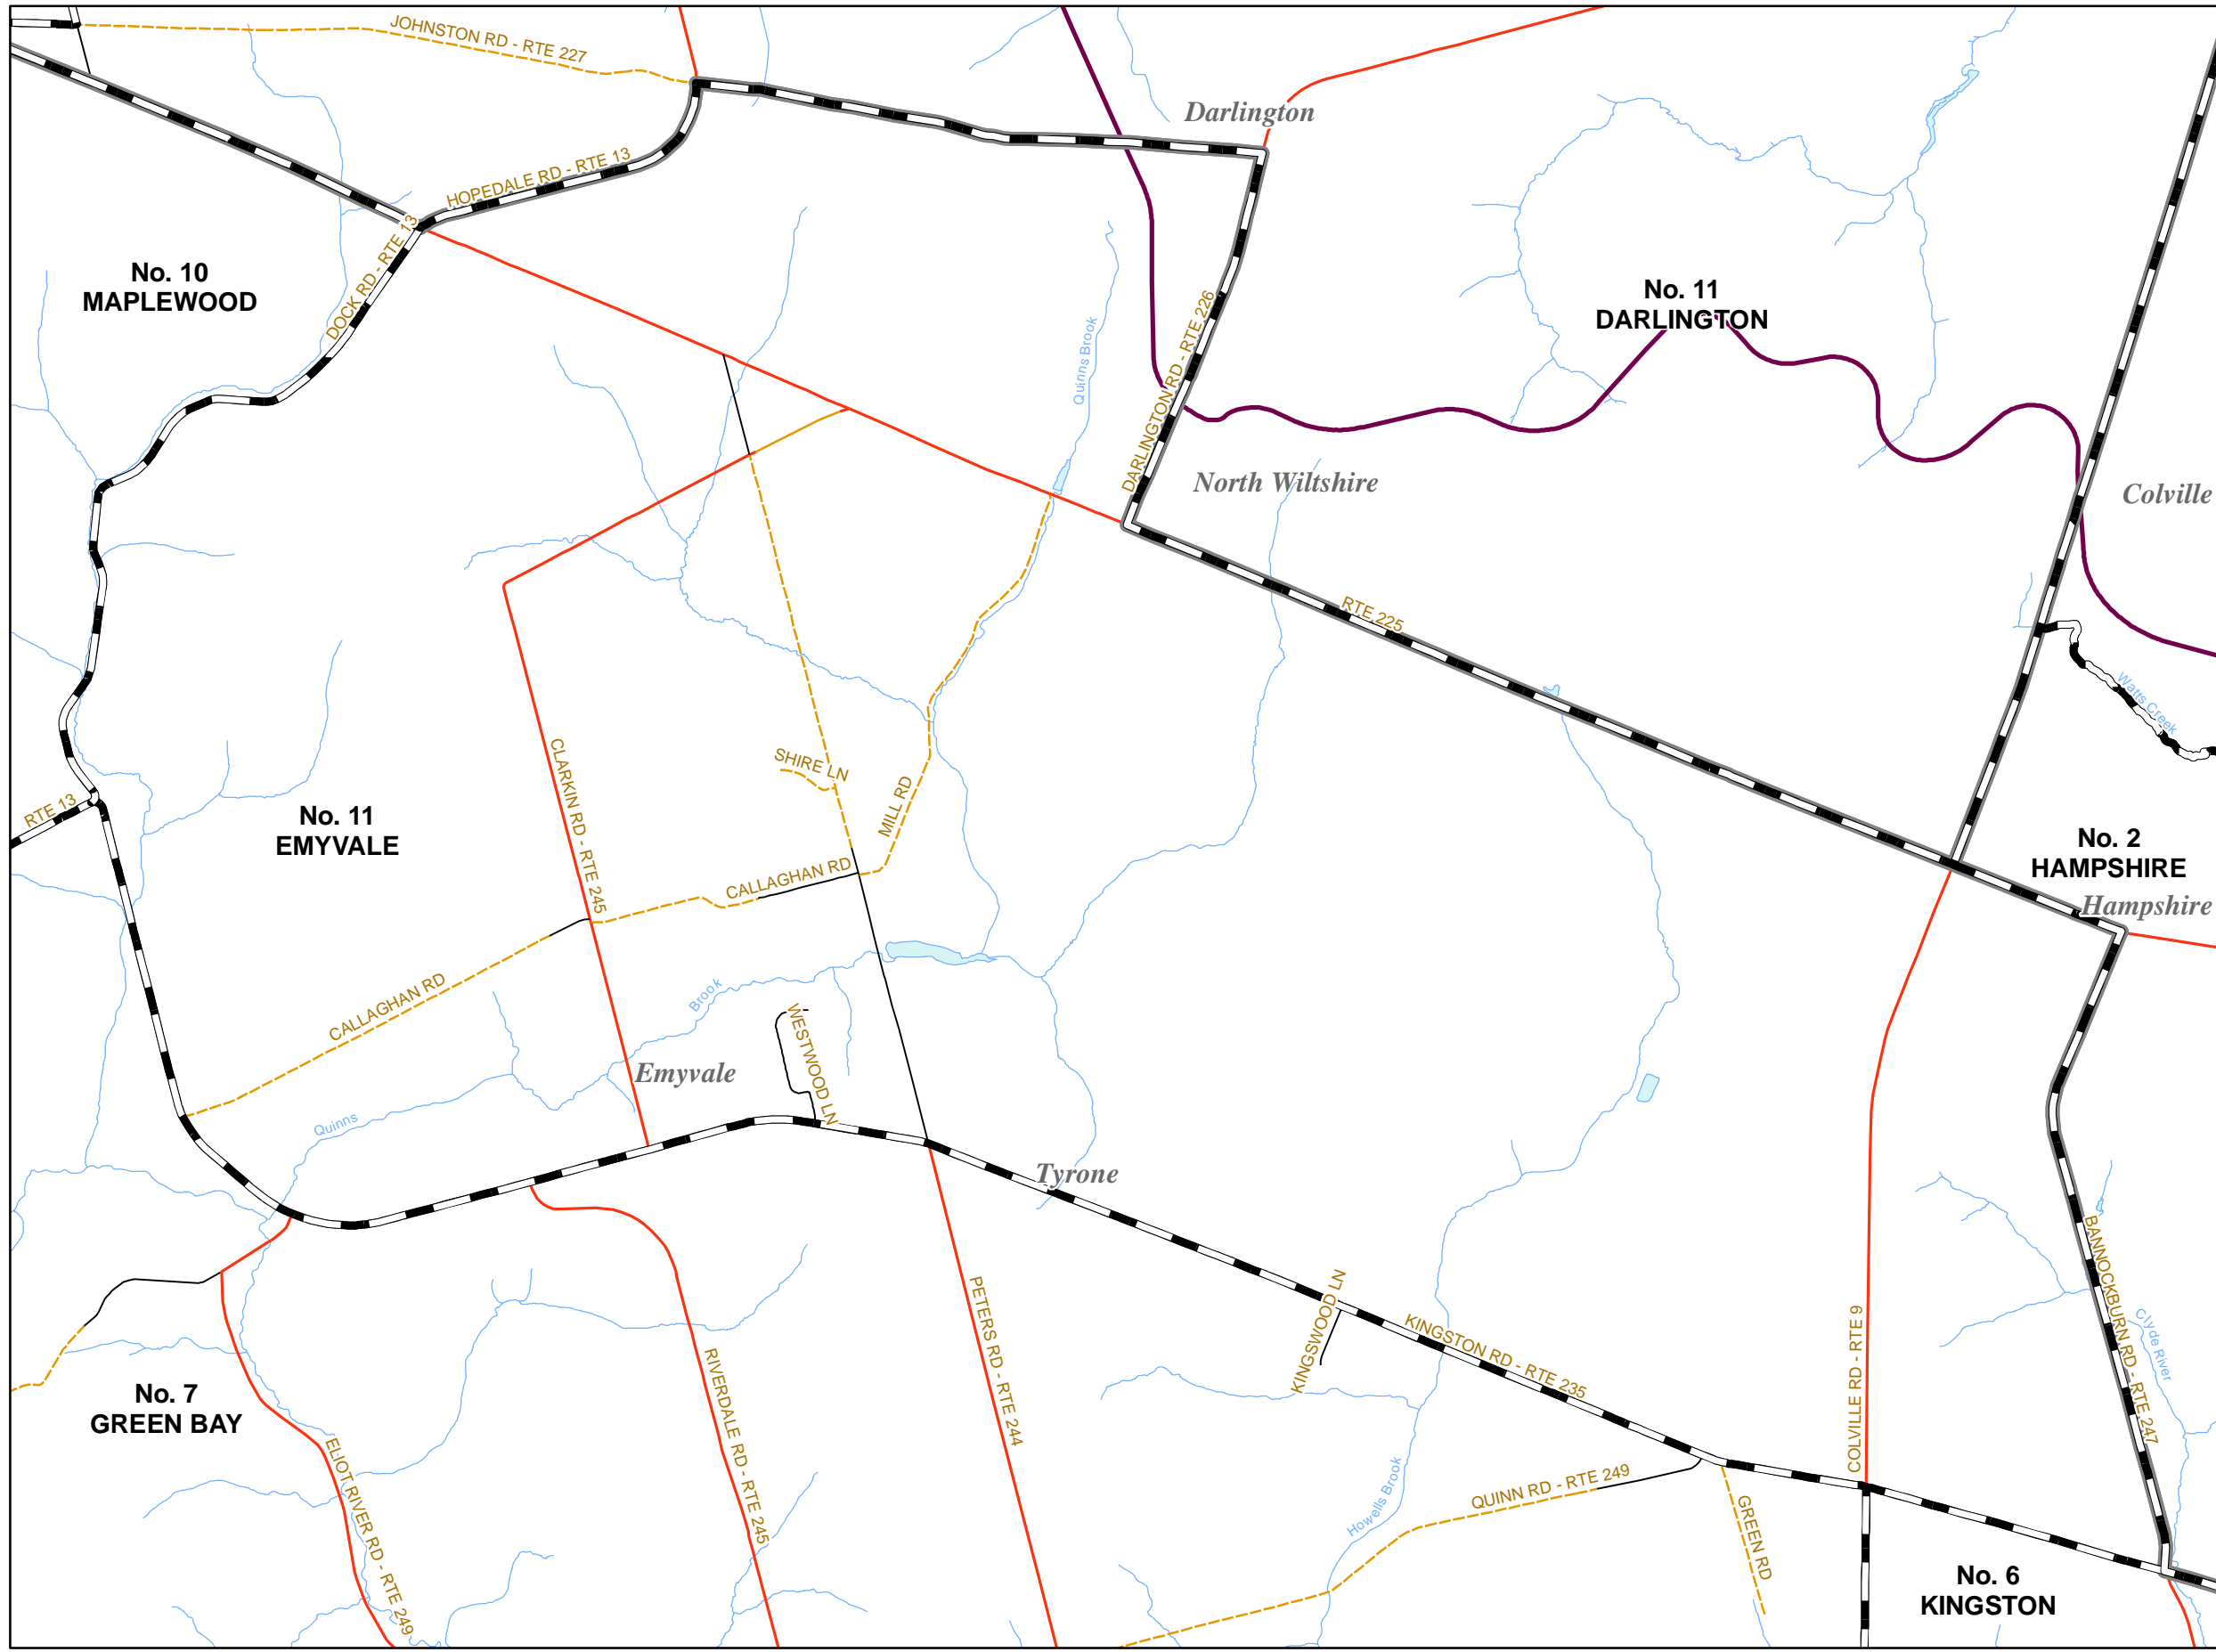 JOHNSTON RD - RTE 227
Darlington
HOPEDALE RD - RTE 13
DOCK RD - RTE 13
No. 10
MAPLEWOOD
No. 11
DARLINGTON
Quinns Brook
DARLINGTON RD - RTE 226
North Wiltshire
Colville
RTE 225
Watts Creek
CLARKIN RD - RTE 245
SHIRE LN
MILL RD
RTE 13
No. 11
EMYVALE
No. 2
HAMPSHIRE
Hampshire
CALLAGHAN RD
CALLAGHAN RD
Brook
WESTWOOD LN
Emyvale
Quinns
Tyrone
KINGSWOOD LN
PETERS RD - RTE 244
KINGSTON RD - RTE 235
COLVILLE RD - RTE 9
BANNOCKBURN RD - RTE 247
Clyde River
RIVERDALE RD - RTE 245
No. 7
GREEN BAY
ELIOT RIVER RD - RTE 249
Howells Brook
QUINN RD - RTE 249
GREEN RD
No. 6
KINGSTON